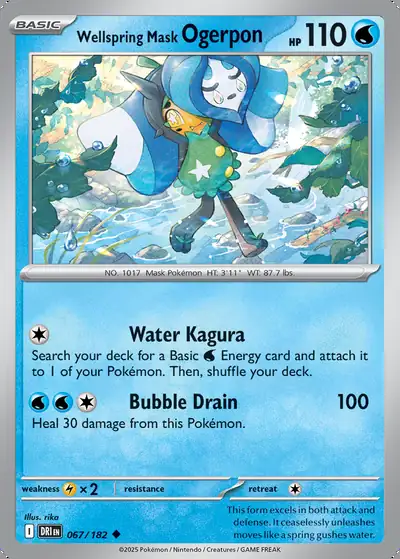 BASIC
Wellspring Mask Ogerpon HP 110
NO. 1017 Mask Pokémon HT: 3'11" WT: 87.7 lbs.
Water Kagura
Search your deck for a Basic Energy card and attach it
to 1 of your Pokémon. Then, shuffle your deck.
Bubble Drain 100
Heal 30 damage from this Pokémon.
weakness ×2 resistance retreat
Illus. riko
This form excels in both attack and
defense. It ceaselessly unleashes
moves like a spring gushes water.
I DRI EN 067/182
©2025 Pokémon / Nintendo / Creatures / GAME FREAK